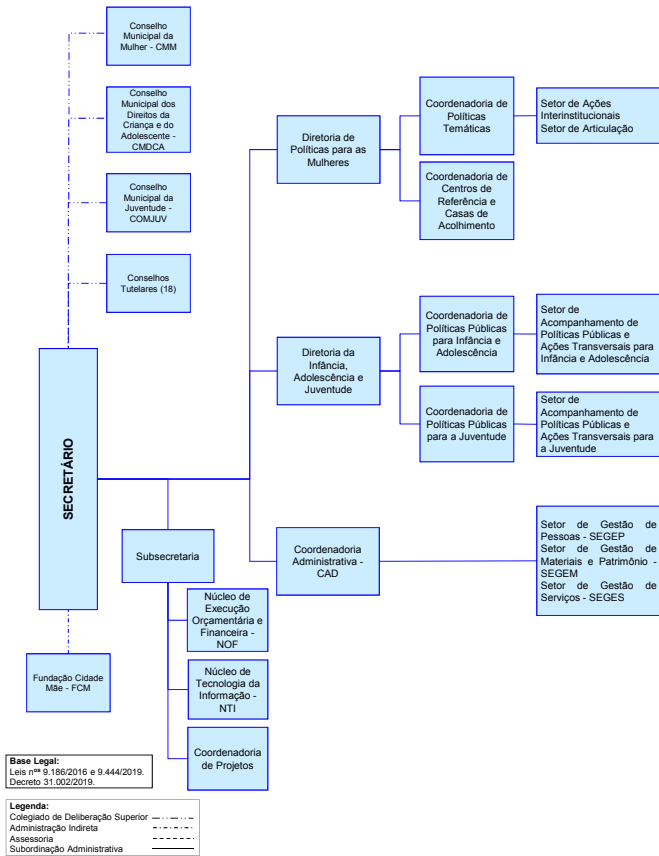 Conselho
Municipal da
Mulher - CMM
Conselho
Municipal dos
Direitos da
Criança e do
Adolescente -
CMDCA
Conselho
Municipal da
Juventude -
COMJUV
Conselhos
Tutelares (18)
SECRETÁRIO
Fundação Cidade
Mãe - FCM
Subsecretaria
Núcleo de
Execução
Orçamentária e
Financeira -
NOF
Núcleo de
Tecnologia da
Informação -
NTI
Coordenadoria
de Projetos
Diretoria de
Políticas para as
Mulheres
Coordenadoria de
Políticas
Temáticas
Setor de Ações
Interinstitucionais
Setor de Articulação
Coordenadoria de
Centros de
Referência e
Casas de
Acolhimento
Diretoria da
Infância,
Adolescência e
Juventude
Coordenadoria de
Políticas Públicas
para Infância e
Adolescência
Setor de
Acompanhamento de
Políticas Públicas e
Ações Transversais para
Infância e Adolescência
Coordenadoria de
Políticas Públicas
para a Juventude
Setor de
Acompanhamento de
Políticas Públicas e
Ações Transversais para
a Juventude
Coordenadoria
Administrativa -
CAD
Setor de Gestão de
Pessoas - SEGEP
Setor de Gestão de
Materiais e Patrimônio -
SEGEM
Setor de Gestão de
Serviços - SEGES
Base Legal:
Leis nºs 9.186/2016 e 9.444/2019.
Decreto 31.002/2019.
Legenda:
Colegiado de Deliberação Superior
Administração Indireta
Assessoria
Subordinação Administrativa